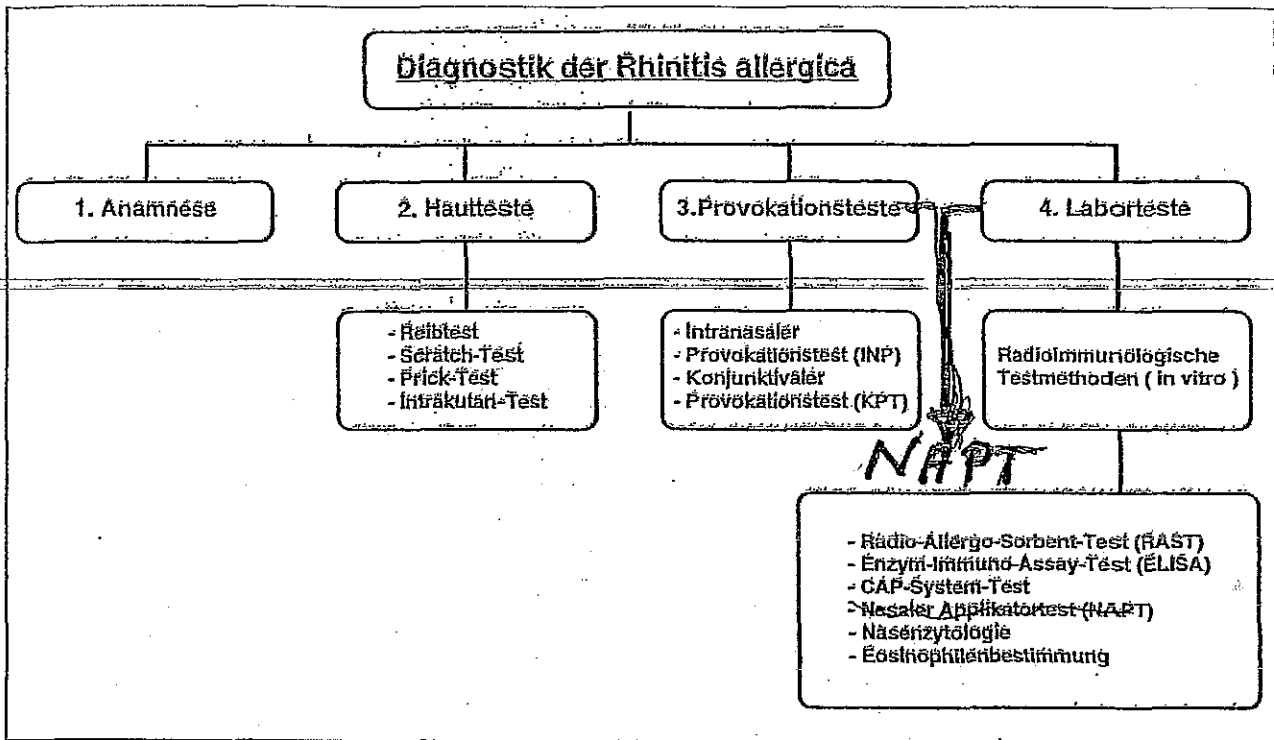 Diagnostik der Rhinitis allergica
1. Anamnese
2. Hautteste
3.Provokationsteste
4. Laborteste
- Reibtest
- Scratch-Test
- Prick-Test
- Intrakutan-Test
- Intranasaler
- Provokationstest (INP)
- Konjunktivaler
- Provokationstest (KPT)
Radioimmunologische
Testmethoden ( in vitro )
NAPT
- Radio-Allergo-Sorbent-Test (RAST)
- Enzym-Immuno-Assay-Test (ELISA)
- CAP-System-Test
- Nasaler Applikatortest (NAPT)
- Nasenzytologie
- Eosinophilenbestimmung